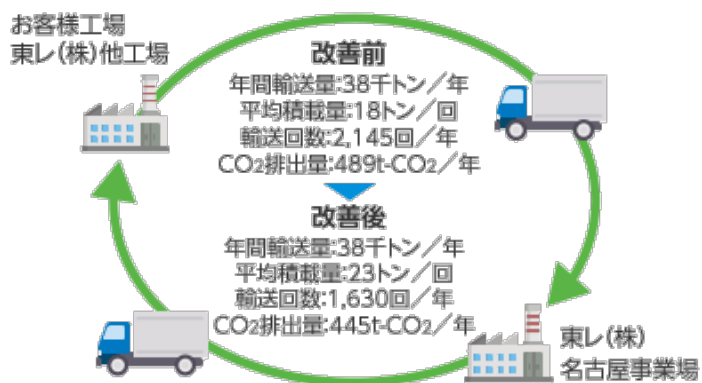 お客様工場
東レ（株）他工場
改善前
年間輸送量:38千トン／年
平均積載量:18トン／回
輸送回数:2,145回／年
CO2排出量:489t-CO2／年
改善後
年間輸送量:38千トン／年
平均積載量:23トン／回
輸送回数:1,630回／年
CO2排出量:445t-CO2／年
東レ（株）
名古屋事業場